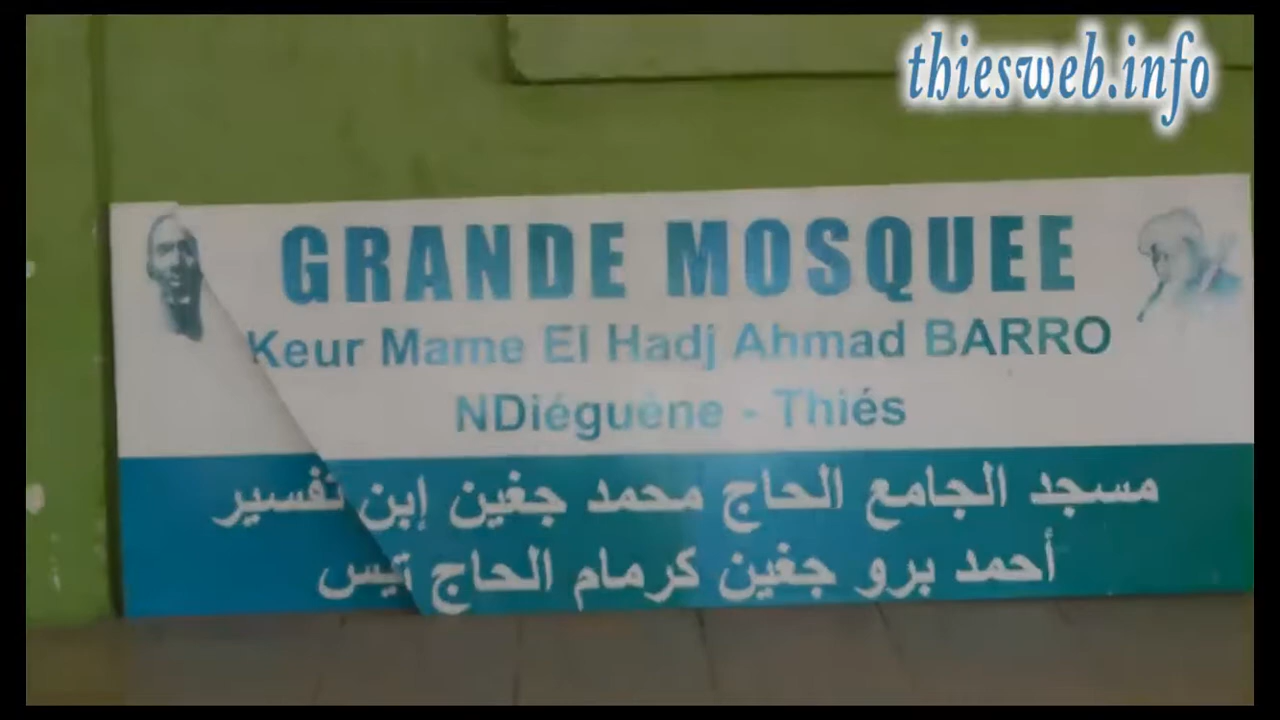 thiesweb.info
GRANDE MOSQUEE
Keur Mame El Hadj Ahmad BARRO
NDiéguène - Thiés
مسجد الجامع الحاج محمد جغين إبن تفسير
أحمد برو جغين كرمام الحاج تيس